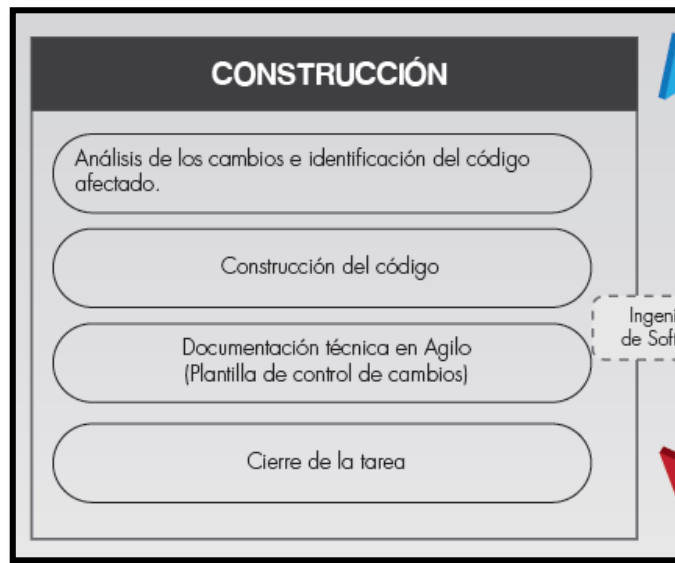 CONSTRUCCIÓN
Análisis de los cambios e identificación del código
afectado.
Construcción del código
Documentación técnica en Agilo
(Plantilla de control de cambios)
Cierre de la tarea
de